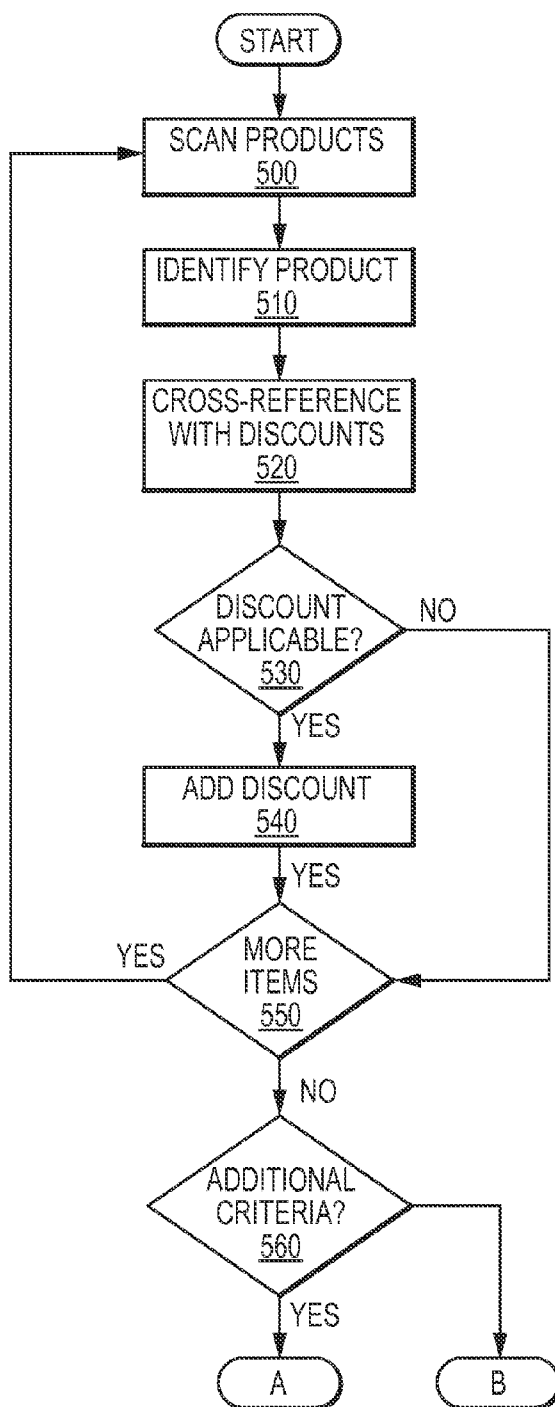 START
SCAN PRODUCTS
500
IDENTIFY PRODUCT
510
CROSS-REFERENCE
WITH DISCOUNTS
520
DISCOUNT
APPLICABLE?
530
NO
YES
ADD DISCOUNT
540
YES
YES
MORE
ITEMS
550
NO
ADDITIONAL
CRITERIA?
560
YES
A
B